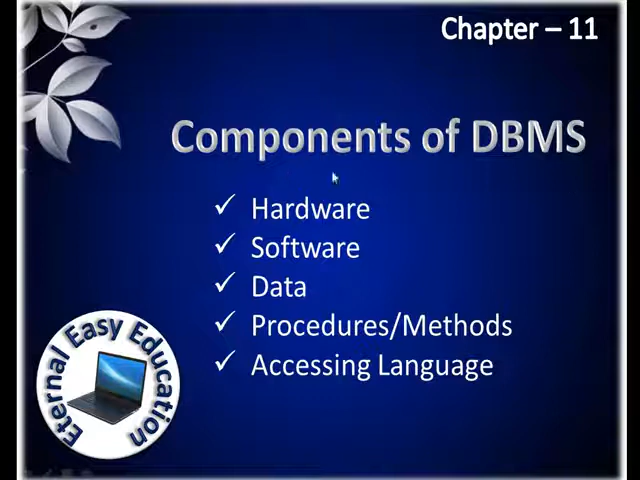 Chapter – 11
Components of DBMS
✓ Hardware
✓ Software
✓ Data
✓ Procedures/Methods
✓ Accessing Language
Eternal Easy Education